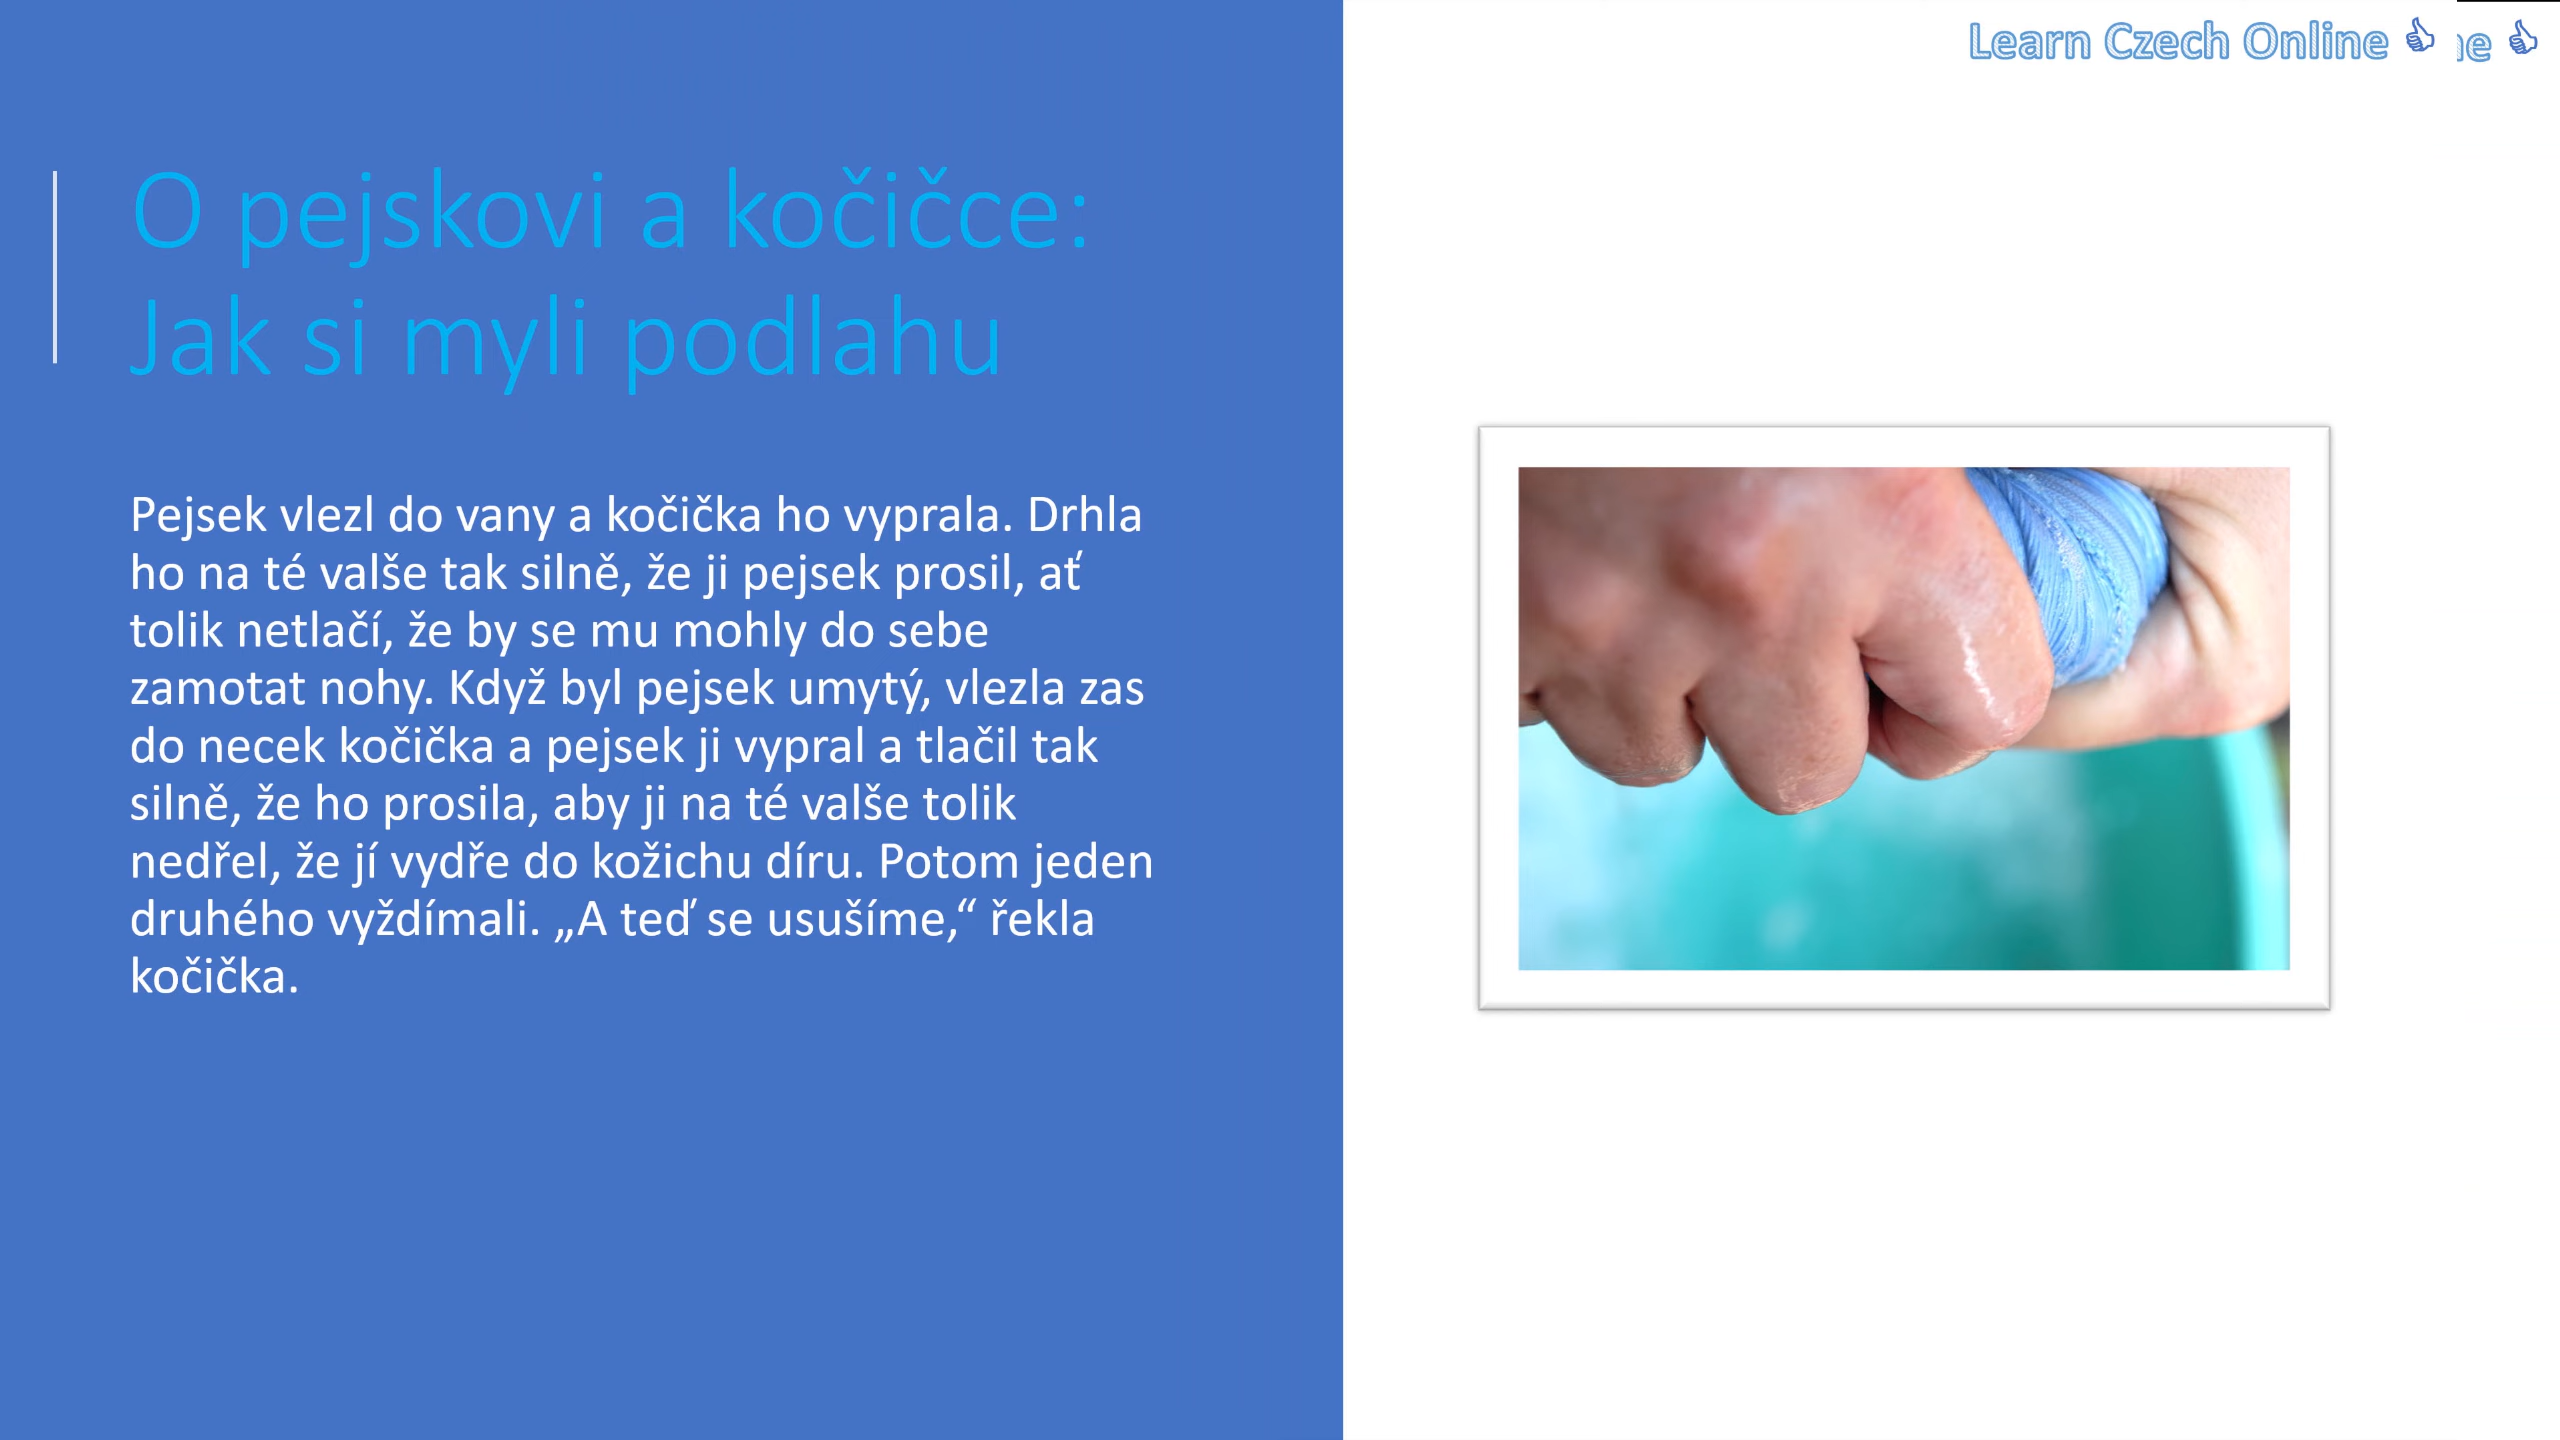 Learn Czech Online
ne
O pejskovi a kočičce:
Jak si myli podlahu
Pejsek vlezl do vany a kočička ho vyprala. Drhla
ho na té valše tak silně, že ji pejsek prosil, ať
tolik netlačí, že by se mu mohly do sebe
zamotat nohy. Když byl pejsek umytý, vlezla zas
do necek kočička a pejsek ji vypral a tlačil tak
silně, že ho prosila, aby ji na té valše tolik
nedřel, že jí vydře do kožichu díru. Potom jeden
druhého vyždímali. „A teď se usušíme,“ řekla
kočička.